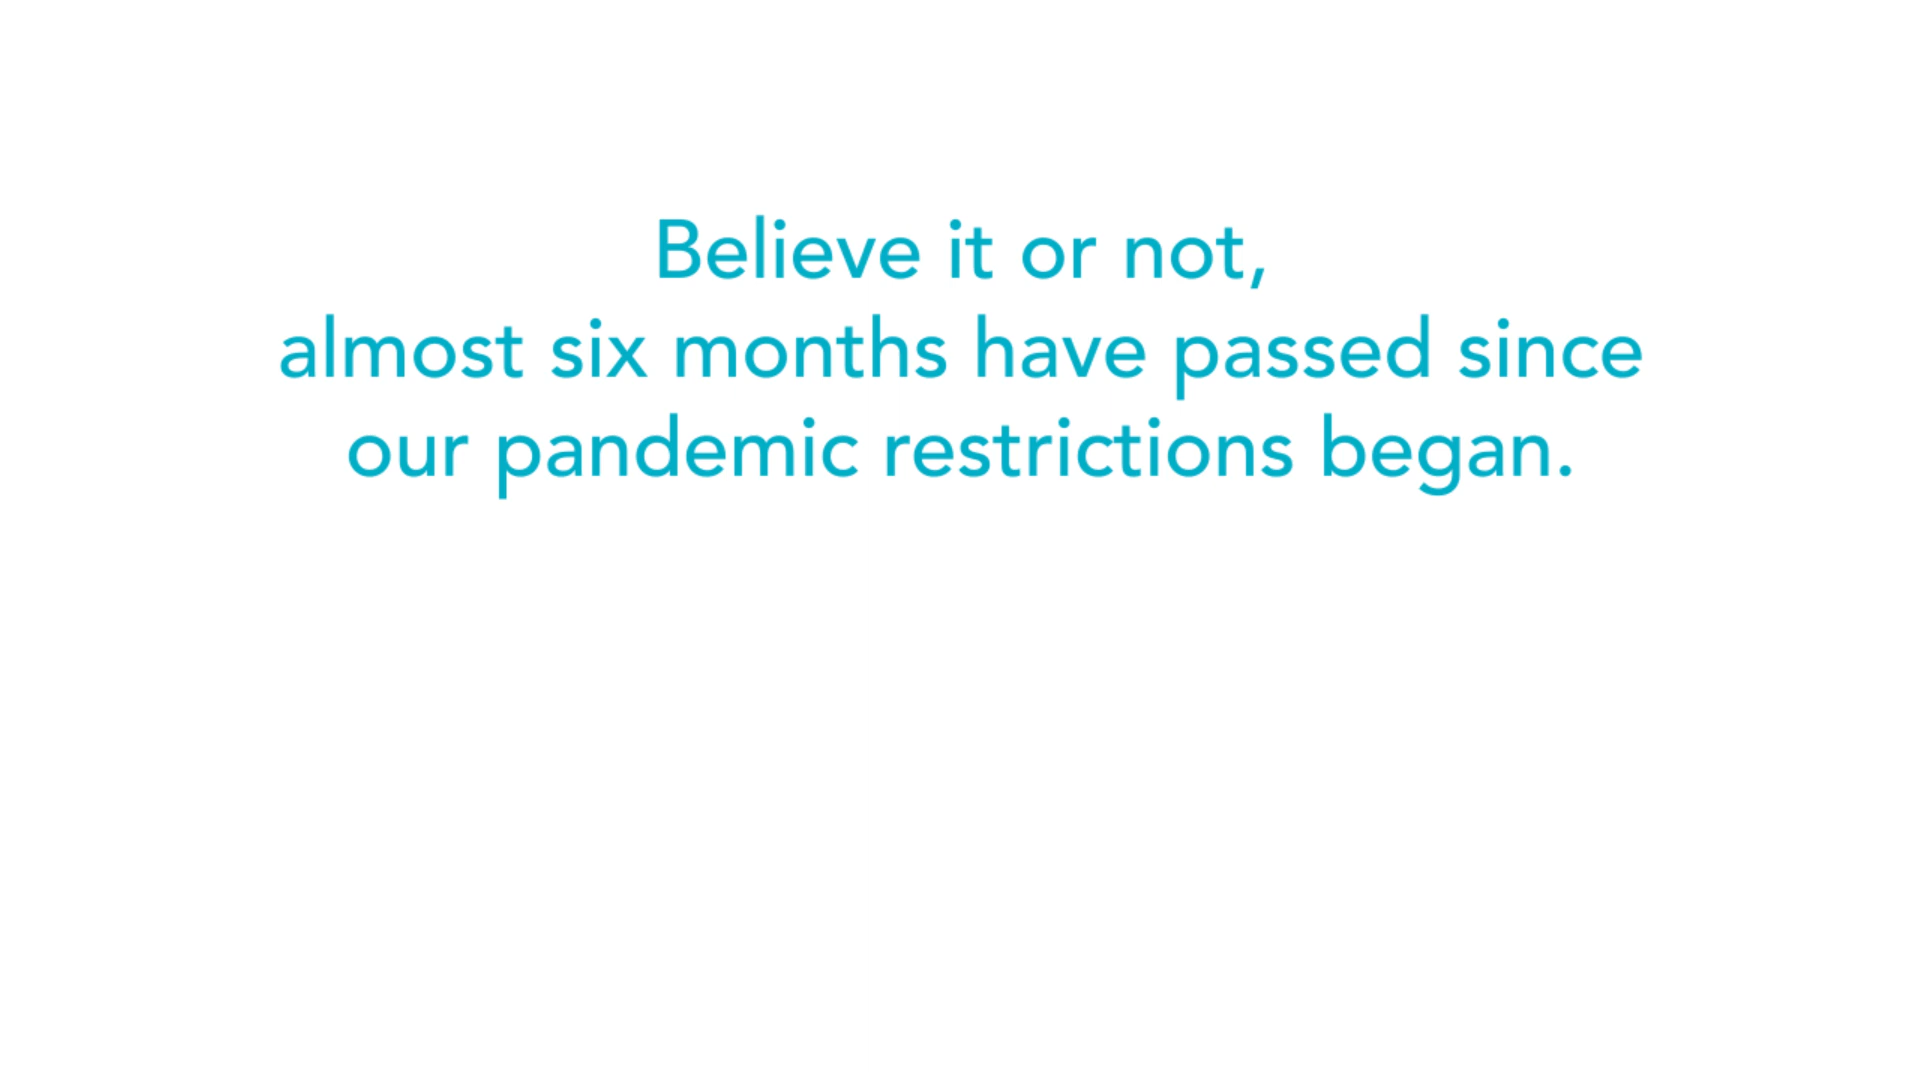 Believe it or not,
almost six months have passed since
our pandemic restrictions began.